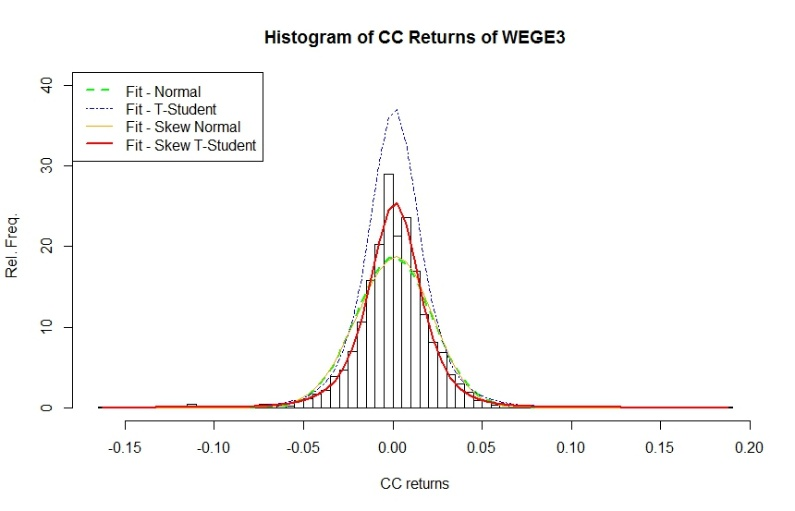 Histogram of CC Returns of WEGE3
Fit - Normal
Fit - T-Student
Fit - Skew Normal
Fit - Skew T-Student
Rel. Freq.
40
30
20
10
0
-0.15 -0.10 -0.05 0.00 0.05 0.10 0.15 0.20
CC returns